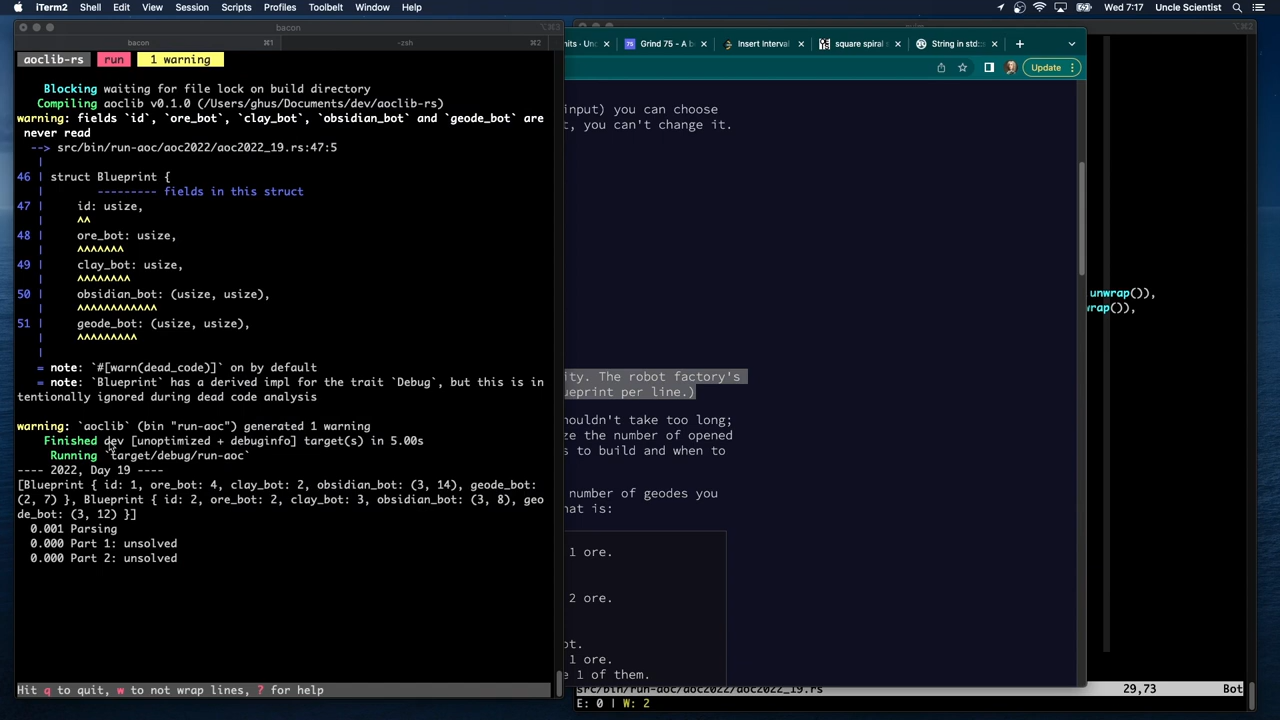 iTerm2 Shell Edit View Session Scripts Profiles Toolbelt Window Help
Wed 7:17 Uncle Scientist
bacon ⌥⌘3
bacon ⌘1 -zsh ⌘2
aoclib-rs run 1 warning
Blocking waiting for file lock on build directory
Compiling aoclib v0.1.0 (/Users/ghus/Documents/dev/aoclib-rs)
warning: fields `id`, `ore_bot`, `clay_bot`, `obsidian_bot` and `geode_bot` are
never read
--> src/bin/run-aoc/aoc2022/aoc2022_19.rs:47:5
|
46 | struct Blueprint {
| --------- fields in this struct
47 | id: usize,
| ^^
48 | ore_bot: usize,
| ^^^^^^^
49 | clay_bot: usize,
| ^^^^^^^^
50 | obsidian_bot: (usize, usize),
| ^^^^^^^^^^^^
51 | geode_bot: (usize, usize),
| ^^^^^^^^^
|
= note: `#[warn(dead_code)]` on by default
= note: `Blueprint` has a derived impl for the trait `Debug`, but this is in
tentionally ignored during dead code analysis
warning: `aoclib` (bin "run-aoc") generated 1 warning
Finished dev [unoptimized + debuginfo] target(s) in 5.00s
Running `target/debug/run-aoc`
---- 2022, Day 19 ----
[Blueprint { id: 1, ore_bot: 4, clay_bot: 2, obsidian_bot: (3, 14), geode_bot:
(2, 7) }, Blueprint { id: 2, ore_bot: 2, clay_bot: 3, obsidian_bot: (3, 8), geo
de_bot: (3, 12) }]
0.001 Parsing
0.000 Part 1: unsolved
0.000 Part 2: unsolved
Hit q to quit, w to not wrap lines, ? for help
⌥⌘2
nits - Unc Grind 75 - A b Insert Interval square spiral s String in std::
Update
input) you can choose
t, you can't change it.
ity. The robot factory's
ueprint per line.)
houldn't take too long;
ze the number of opened
s to build and when to
number of geodes you
hat is:
1 ore.
2 ore.
ot.
1 ore.
e 1 of them.
unwrap()),
wrap()),
src/bin/run-aoc/aoc2022/aoc2022_19.rs 29,73 Bot
E: 0 | W: 2